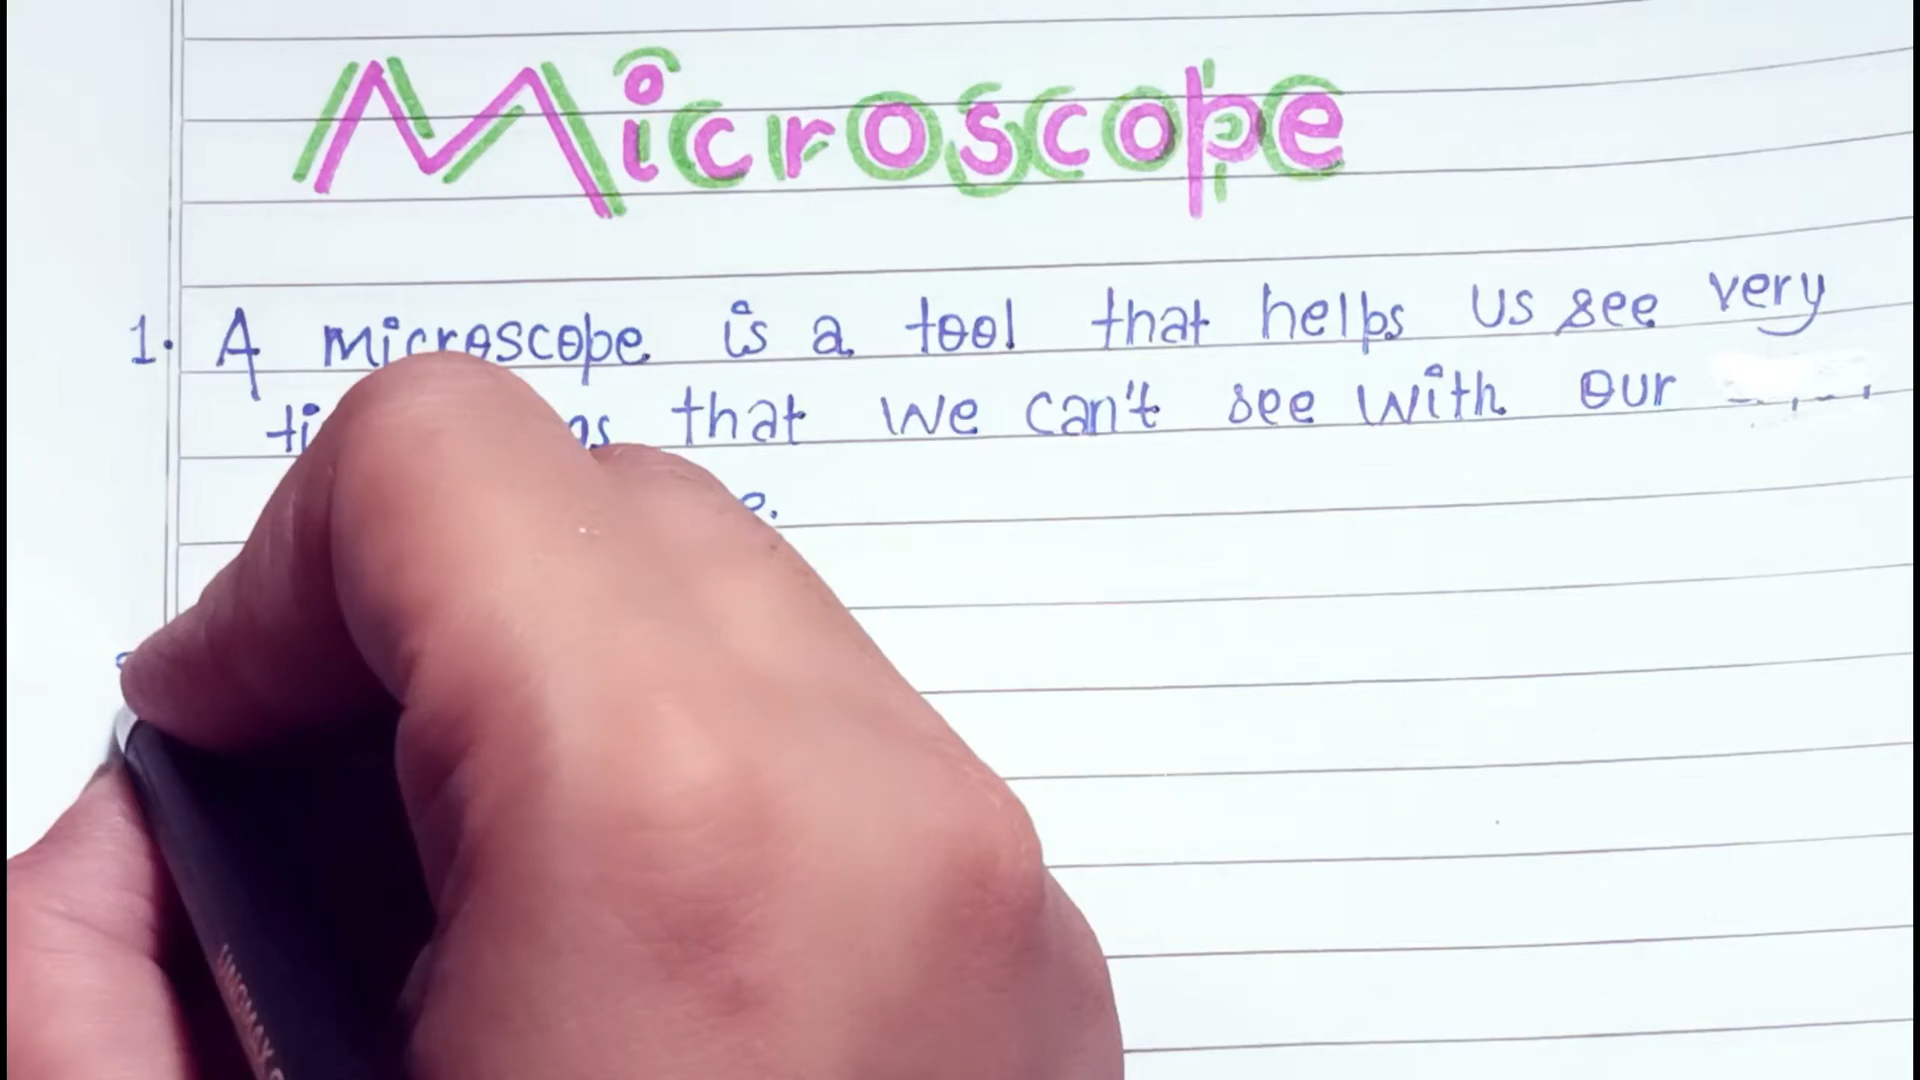 Microscope
1. A microscope is a tool that helps us see very
that we can't see with our